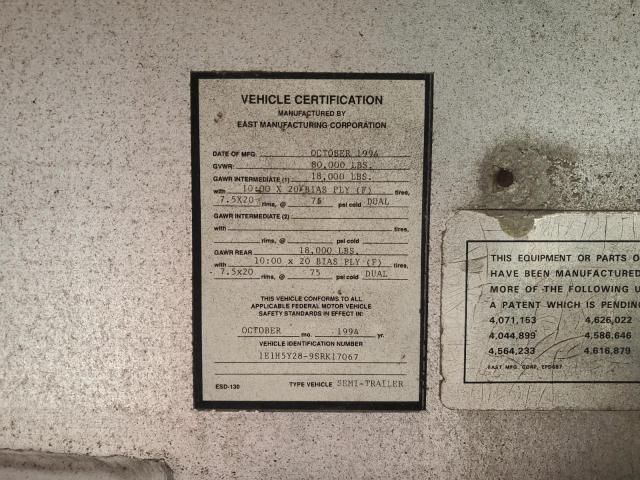 VEHICLE CERTIFICATION
MANUFACTURED BY
EAST MANUFACTURING CORPORATION
DATE OF MFG. OCTOBER 1994
GVWR: 80,000 LBS.
GAWR INTERMEDIATE (1) 18,000 LBS.
with 10:00 X 20 BIAS PLY (F) tires,
7.5X20 rims, @ 75 psi cold DUAL
GAWR INTERMEDIATE (2)
with tires,
rims, @ psi cold
GAWR REAR 18,000 LBS.
with 10:00 x 20 BIAS PLY (F) tires,
7.5x20 rims, @ 75 psi cold DUAL
THIS VEHICLE CONFORMS TO ALL
APPLICABLE FEDERAL MOTOR VEHICLE
SAFETY STANDARDS IN EFFECT IN:
OCTOBER mo. 1994 yr.
VEHICLE IDENTIFICATION NUMBER
1E1H5Y28-9SRK17067
ESD-130 TYPE VEHICLE SEMI-TRAILER
THIS EQUIPMENT OR PARTS O
HAVE BEEN MANUFACTURED
MORE OF THE FOLLOWING U
A PATENT WHICH IS PENDING
4,071,153 4,626,022
4,044,899 4,586,646
4,564,233 4,616,879
EAST MFG. CORP. EPD687